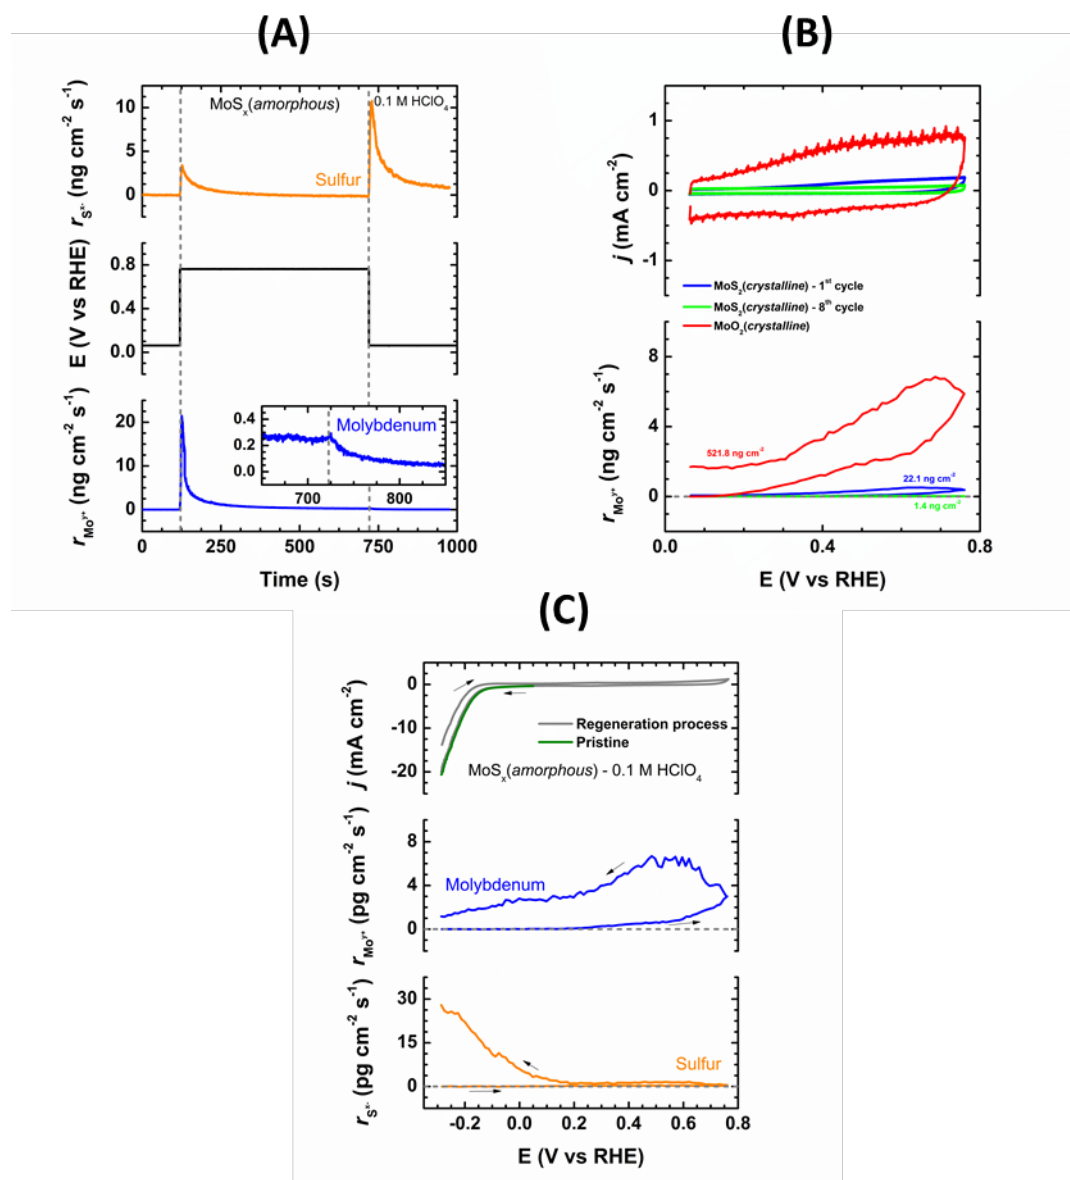 (A)
MoSₓ(amorphous)
0.1 M HClO₄
Sulfur
r_Sˣ⁻ (ng cm⁻² s⁻¹)
10
5
0
E (V vs RHE)
0.8
0.4
0.0
r_Moʸ⁺ (ng cm⁻² s⁻¹)
20
10
0
Molybdenum
0.4
0.2
0.0
700 800
0 250 500 750 1000
Time (s)
(B)
j (mA cm⁻²)
1
0
-1
MoS₂(crystalline) - 1ˢᵗ cycle
MoS₂(crystalline) - 8ᵗʰ cycle
MoO₂(crystalline)
r_Moʸ⁺ (ng cm⁻² s⁻¹)
8
4
0
521.8 ng cm⁻²
22.1 ng cm⁻²
1.4 ng cm⁻²
0.0 0.4 0.8
E (V vs RHE)
(C)
j (mA cm⁻²)
0
-10
-20
Regeneration process
Pristine
MoSₓ(amorphous) - 0.1 M HClO₄
r_Moʸ⁺ (pg cm⁻² s⁻¹)
8
4
0
Molybdenum
r_Sˣ⁻ (pg cm⁻² s⁻¹)
30
15
0
Sulfur
-0.2 0.0 0.2 0.4 0.6 0.8
E (V vs RHE)